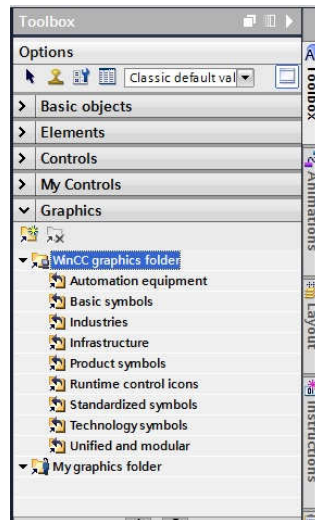 Toolbox
Options
Classic default val
Basic objects
Elements
Controls
My Controls
Graphics
WinCC graphics folder
Automation equipment
Basic symbols
Industries
Infrastructure
Product symbols
Runtime control icons
Standardized symbols
Technology symbols
Unified and modular
My graphics folder
Toolbox
Animations
Layout
Instructions